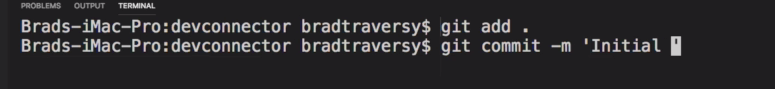 PROBLEMS OUTPUT TERMINAL
Brads-iMac-Pro:devconnector bradtraversy$ git add .
Brads-iMac-Pro:devconnector bradtraversy$ git commit -m 'Initial '